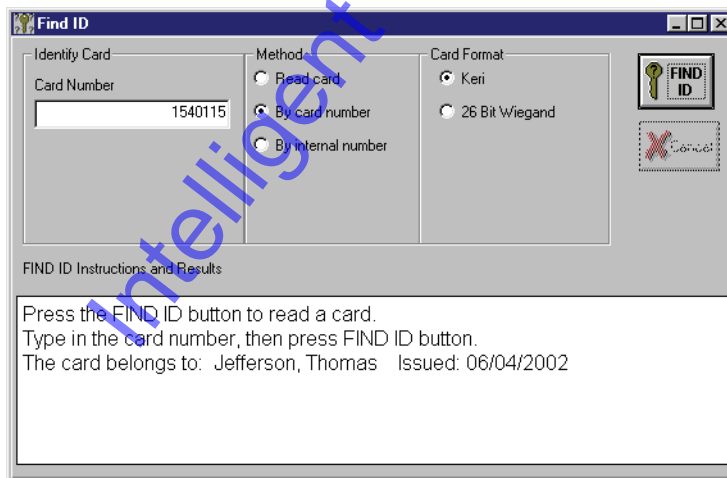 Find ID
Identify Card
Card Number
1540115
Method
Read card
By card number
By internal number
Card Format
Keri
26 Bit Wiegand
FIND
ID
Cancel
FIND ID Instructions and Results
Press the FIND ID button to read a card.
Type in the card number, then press FIND ID button.
The card belongs to: Jefferson, Thomas Issued: 06/04/2002
Intelligent